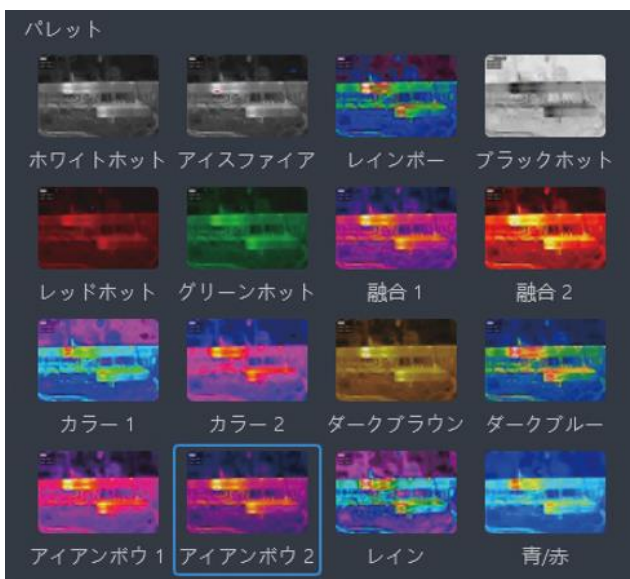 パレット
ホワイトホット アイスファイア レインボー ブラックホット
レッドホット グリーンホット 融合 1 融合 2
カラー 1 カラー 2 ダークブラウン ダークブルー
アイアンボウ 1 アイアンボウ 2 レイン 青/赤